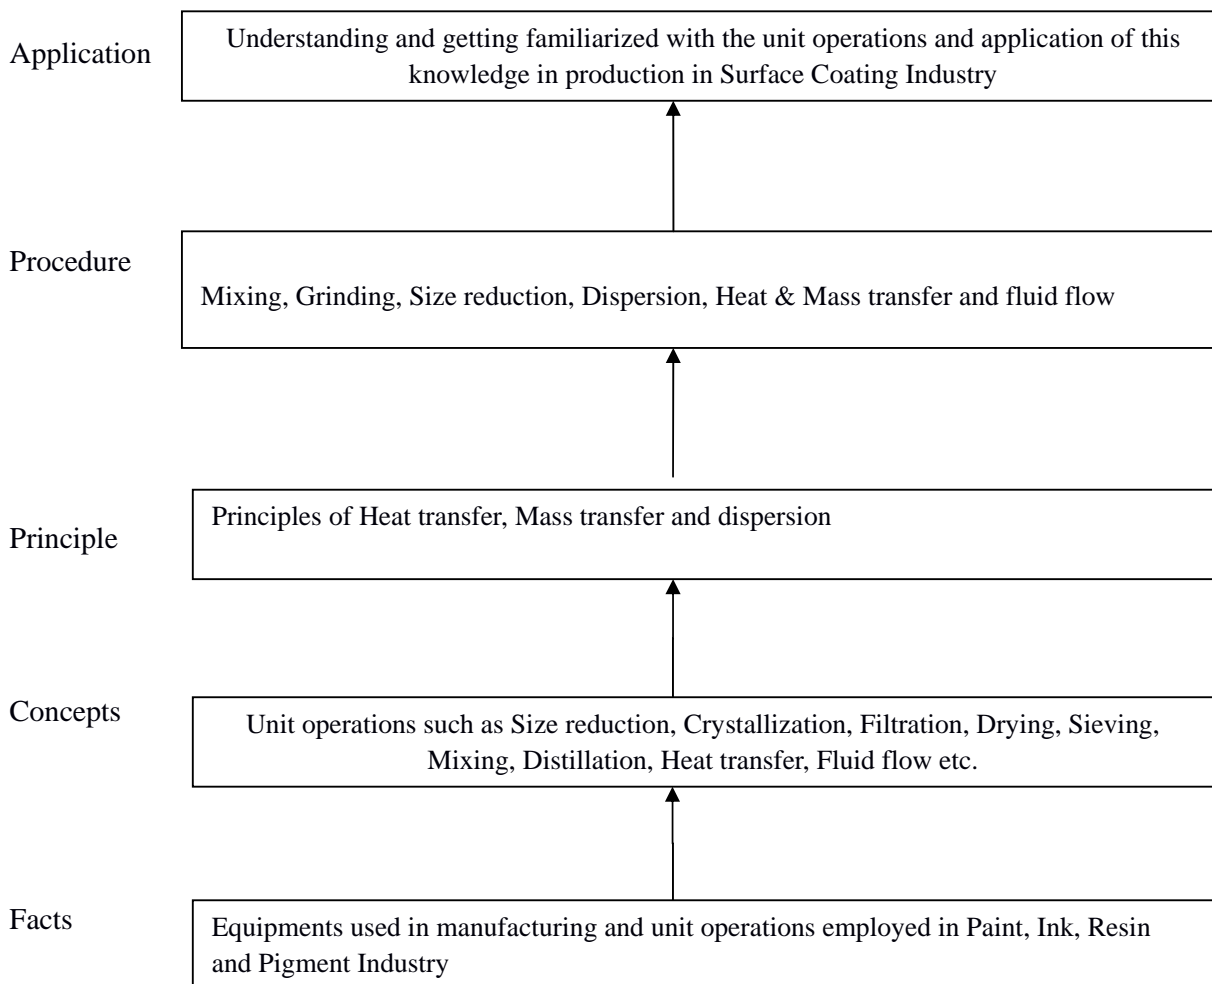 Application
Understanding and getting familiarized with the unit operations and application of this
knowledge in production in Surface Coating Industry
Procedure
Mixing, Grinding, Size reduction, Dispersion, Heat & Mass transfer and fluid flow
Principle
Principles of Heat transfer, Mass transfer and dispersion
Concepts
Unit operations such as Size reduction, Crystallization, Filtration, Drying, Sieving,
Mixing, Distillation, Heat transfer, Fluid flow etc.
Facts
Equipments used in manufacturing and unit operations employed in Paint, Ink, Resin
and Pigment Industry